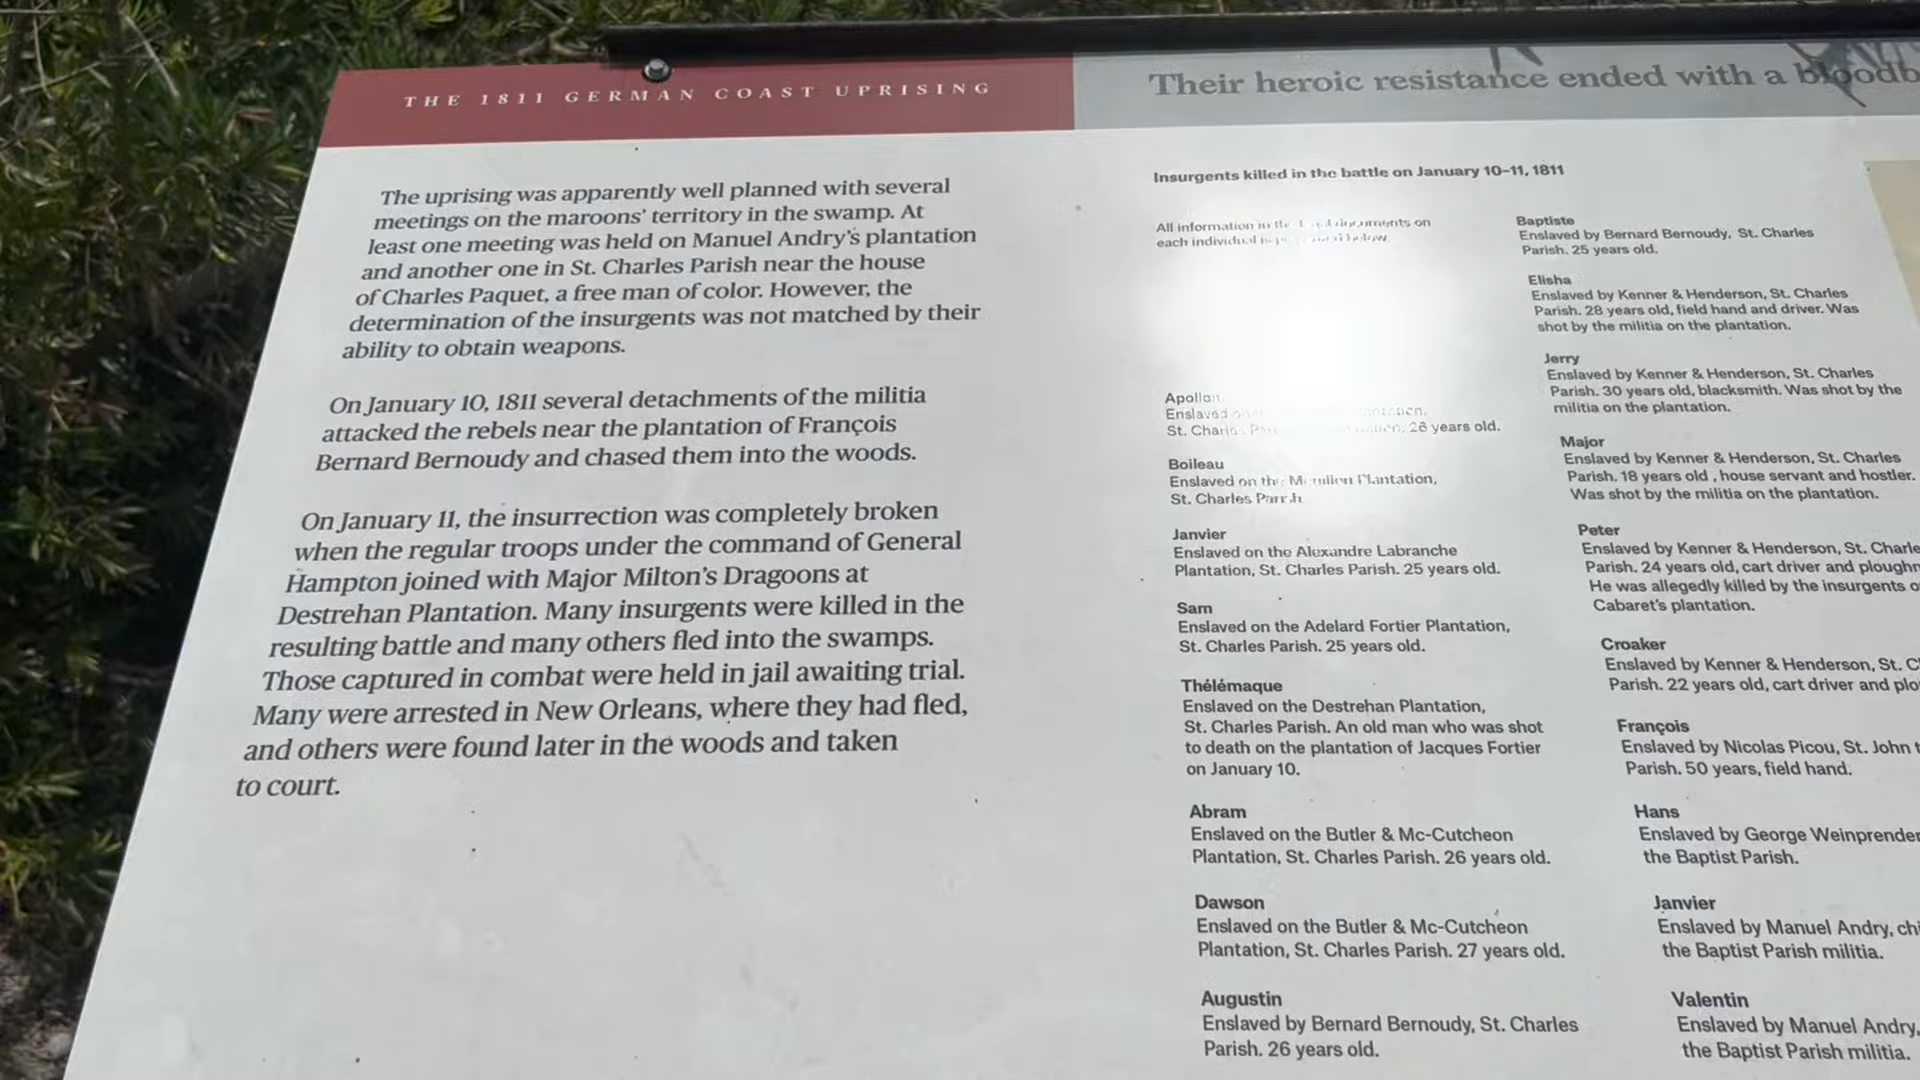 THE 1811 GERMAN COAST UPRISING
Their heroic resistance ended with a
The uprising was apparently well planned with several
meetings on the maroons' territory in the swamp. At
least one meeting was held on Manuel Andry's plantation
and another one in St. Charles Parish near the house
of Charles Paquet, a free man of color. However, the
determination of the insurgents was not matched by their
ability to obtain weapons.
On January 10, 1811 several detachments of the militia
attacked the rebels near the plantation of François
Bernard Bernoudy and chased them into the woods.
On January 11, the insurrection was completely broken
when the regular troops under the command of General
Hampton joined with Major Milton's Dragoons at
Destrehan Plantation. Many insurgents were killed in the
resulting battle and many others fled into the swamps.
Those captured in combat were held in jail awaiting trial.
Many were arrested in New Orleans, where they had fled,
and others were found later in the woods and taken
to court.
Insurgents killed in the battle on January 10–11, 1811
All information in the documents on
each individual is below.
Apollon
Enslaved
St. 26 years old.
Boileau
Enslaved on the Plantation,
St. Charles Parish
Janvier
Enslaved on the Alexandre Labranche
Plantation, St. Charles Parish. 25 years old.
Sam
Enslaved on the Adelard Fortier Plantation,
St. Charles Parish. 25 years old.
Thélémaque
Enslaved on the Destrehan Plantation,
St. Charles Parish. An old man who was shot
to death on the plantation of Jacques Fortier
on January 10.
Abram
Enslaved on the Butler & Mc-Cutcheon
Plantation, St. Charles Parish. 26 years old.
Dawson
Enslaved on the Butler & Mc-Cutcheon
Plantation, St. Charles Parish. 27 years old.
Augustin
Enslaved by Bernard Bernoudy, St. Charles
Parish. 26 years old.
Baptiste
Enslaved by Bernard Bernoudy, St. Charles
Parish. 25 years old.
Elisha
Enslaved by Kenner & Henderson, St. Charles
Parish. 28 years old, field hand and driver. Was
shot by the militia on the plantation.
Jerry
Enslaved by Kenner & Henderson, St. Charles
Parish. 30 years old, blacksmith. Was shot by the
militia on the plantation.
Major
Enslaved by Kenner & Henderson, St. Charles
Parish. 18 years old , house servant and hostler.
Was shot by the militia on the plantation.
Peter
Enslaved by Kenner & Henderson, St. Charle
Parish. 24 years old, cart driver and ploughn
He was allegedly killed by the insurgents o
Cabaret's plantation.
Croaker
Enslaved by Kenner & Henderson, St. C
Parish. 22 years old, cart driver and plo
François
Enslaved by Nicolas Picou, St. John t
Parish. 50 years, field hand.
Hans
Enslaved by George Weinprender
the Baptist Parish.
Janvier
Enslaved by Manuel Andry, chi
the Baptist Parish militia.
Valentin
Enslaved by Manuel Andry,
the Baptist Parish militia.